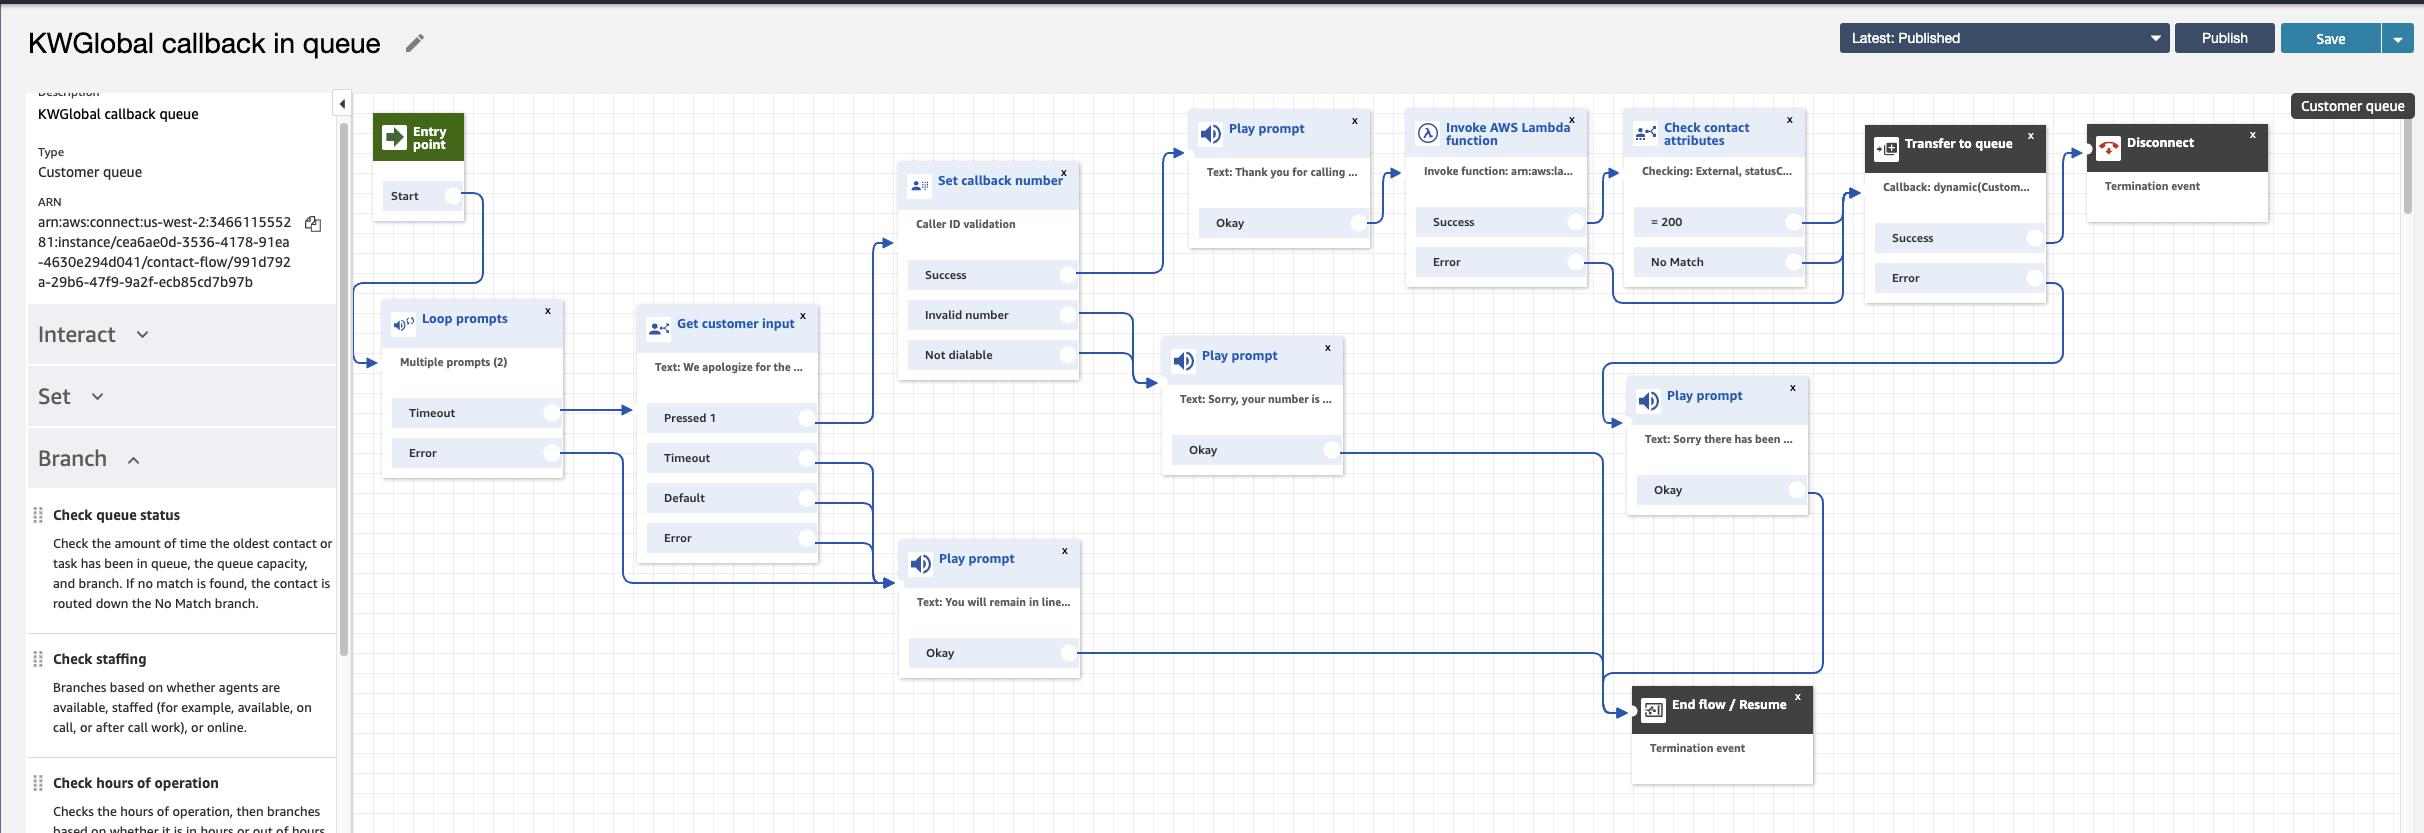 KWGlobal callback in queue
Latest: Published
Publish
Save
Customer queue
Description
KWGlobal callback queue
Type
Customer queue
ARN
arn:aws:connect:us-west-2:3466115552
81:instance/cea6ae0d-3536-4178-91ea
-4630e294d041/contact-flow/991d792
a-29b6-47f9-9a2f-ecb85cd7b97b
Interact
Set
Branch
Check queue status
Check the amount of time the oldest contact or
task has been in queue, the queue capacity,
and branch. If no match is found, the contact is
routed down the No Match branch.
Check staffing
Branches based on whether agents are
available, staffed (for example, available, on
call, or after call work), or online.
Check hours of operation
Checks the hours of operation, then branches
based on whether it is in hours or out of hours
Entry
point
Start
Loop prompts
x
Multiple prompts (2)
Timeout
Error
Get customer input
x
Text: We apologize for the ...
Pressed 1
Timeout
Default
Error
Set callback number
x
Caller ID validation
Success
Invalid number
Not dialable
Play prompt
x
Text: You will remain in line...
Okay
Play prompt
x
Text: Thank you for calling ...
Okay
Play prompt
x
Text: Sorry, your number is ...
Okay
Invoke AWS Lambda
function
x
Invoke function: arn:aws:la...
Success
Error
Check contact
attributes
x
Checking: External, statusC...
= 200
No Match
Transfer to queue
x
Callback: dynamic(Custom...
Success
Error
Disconnect
x
Termination event
Play prompt
x
Text: Sorry there has been ...
Okay
End flow / Resume
x
Termination event